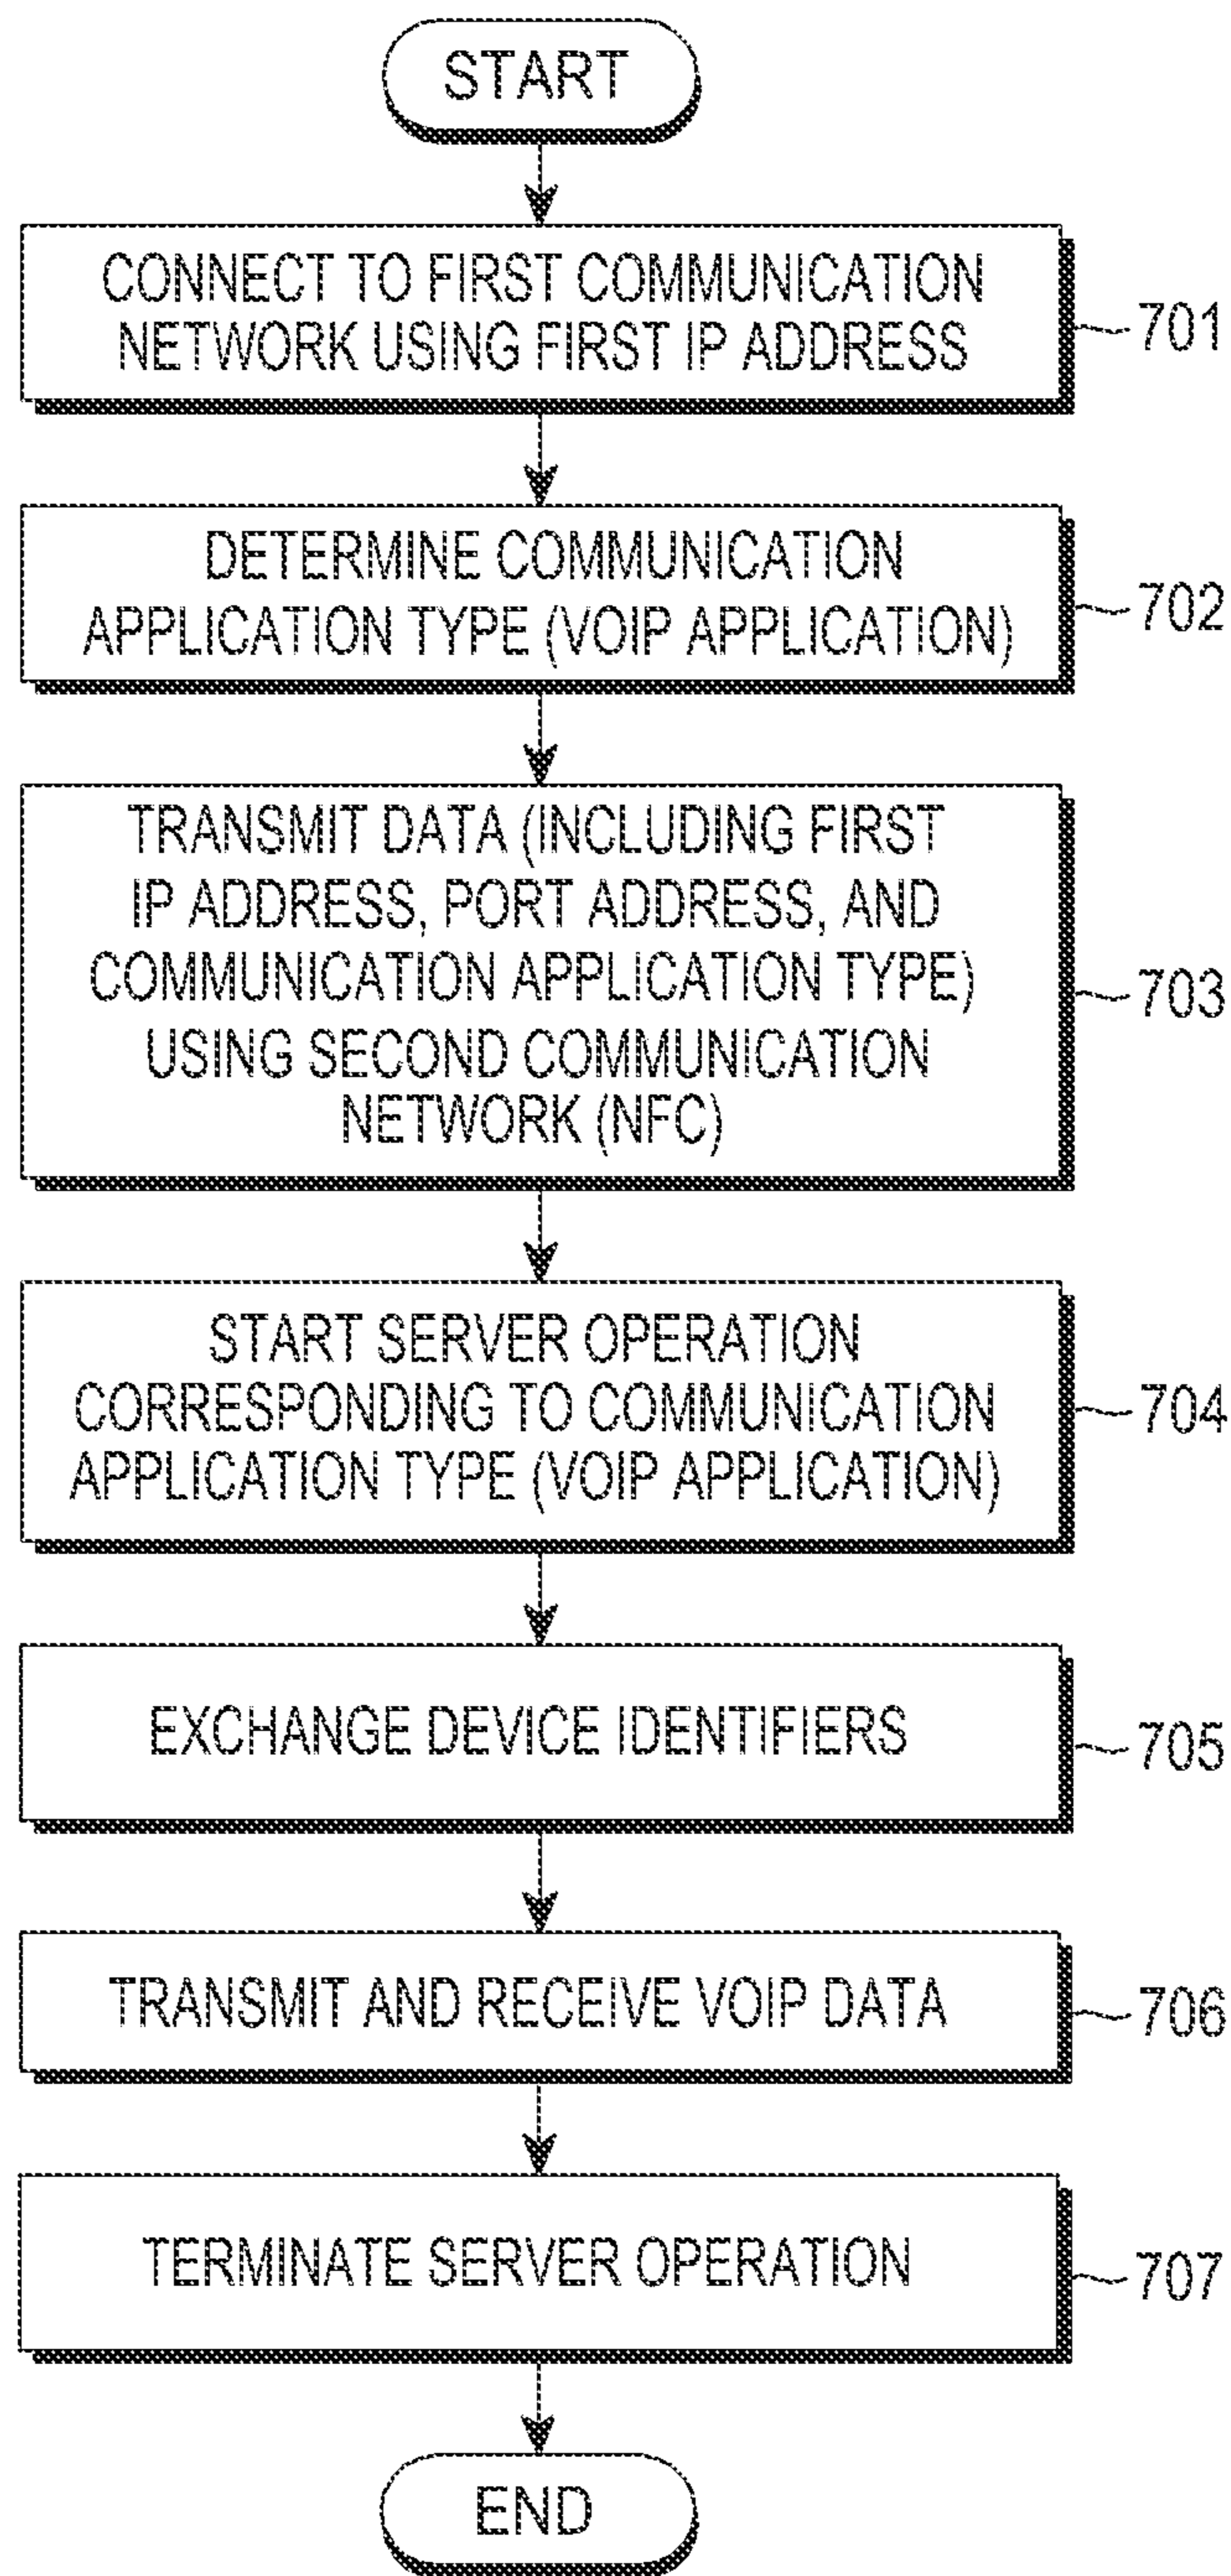 START
CONNECT TO FIRST COMMUNICATION
NETWORK USING FIRST IP ADDRESS
701
DETERMINE COMMUNICATION
APPLICATION TYPE (VOIP APPLICATION)
702
TRANSMIT DATA (INCLUDING FIRST
IP ADDRESS, PORT ADDRESS, AND
COMMUNICATION APPLICATION TYPE)
USING SECOND COMMUNICATION
NETWORK (NFC)
703
START SERVER OPERATION
CORRESPONDING TO COMMUNICATION
APPLICATION TYPE (VOIP APPLICATION)
704
EXCHANGE DEVICE IDENTIFIERS
705
TRANSMIT AND RECEIVE VOIP DATA
706
TERMINATE SERVER OPERATION
707
END